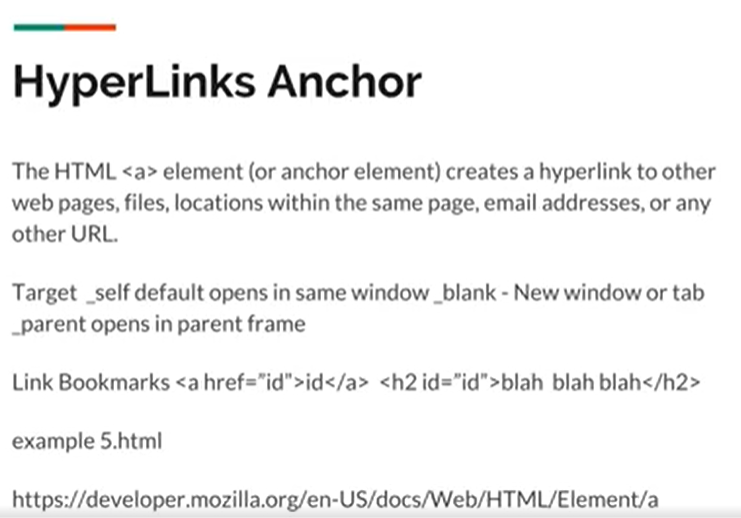 HyperLinks Anchor
The HTML <a> element (or anchor element) creates a hyperlink to other
web pages, files, locations within the same page, email addresses, or any
other URL.
Target _self default opens in same window _blank - New window or tab
_parent opens in parent frame
Link Bookmarks <a href="id">id</a> <h2 id="id">blah blah blah</h2>
example 5.html
https://developer.mozilla.org/en-US/docs/Web/HTML/Element/a